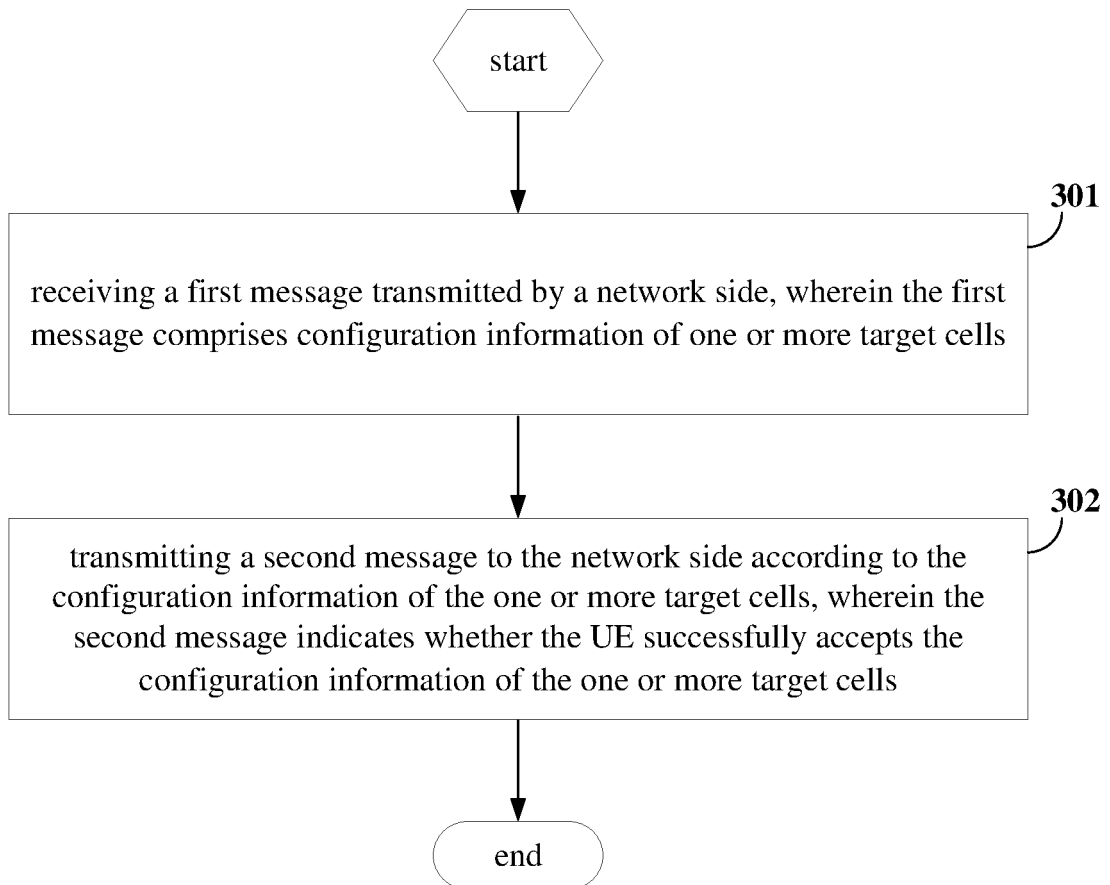 start
301
receiving a first message transmitted by a network side, wherein the first
message comprises configuration information of one or more target cells
302
transmitting a second message to the network side according to the
configuration information of the one or more target cells, wherein the
second message indicates whether the UE successfully accepts the
configuration information of the one or more target cells
end